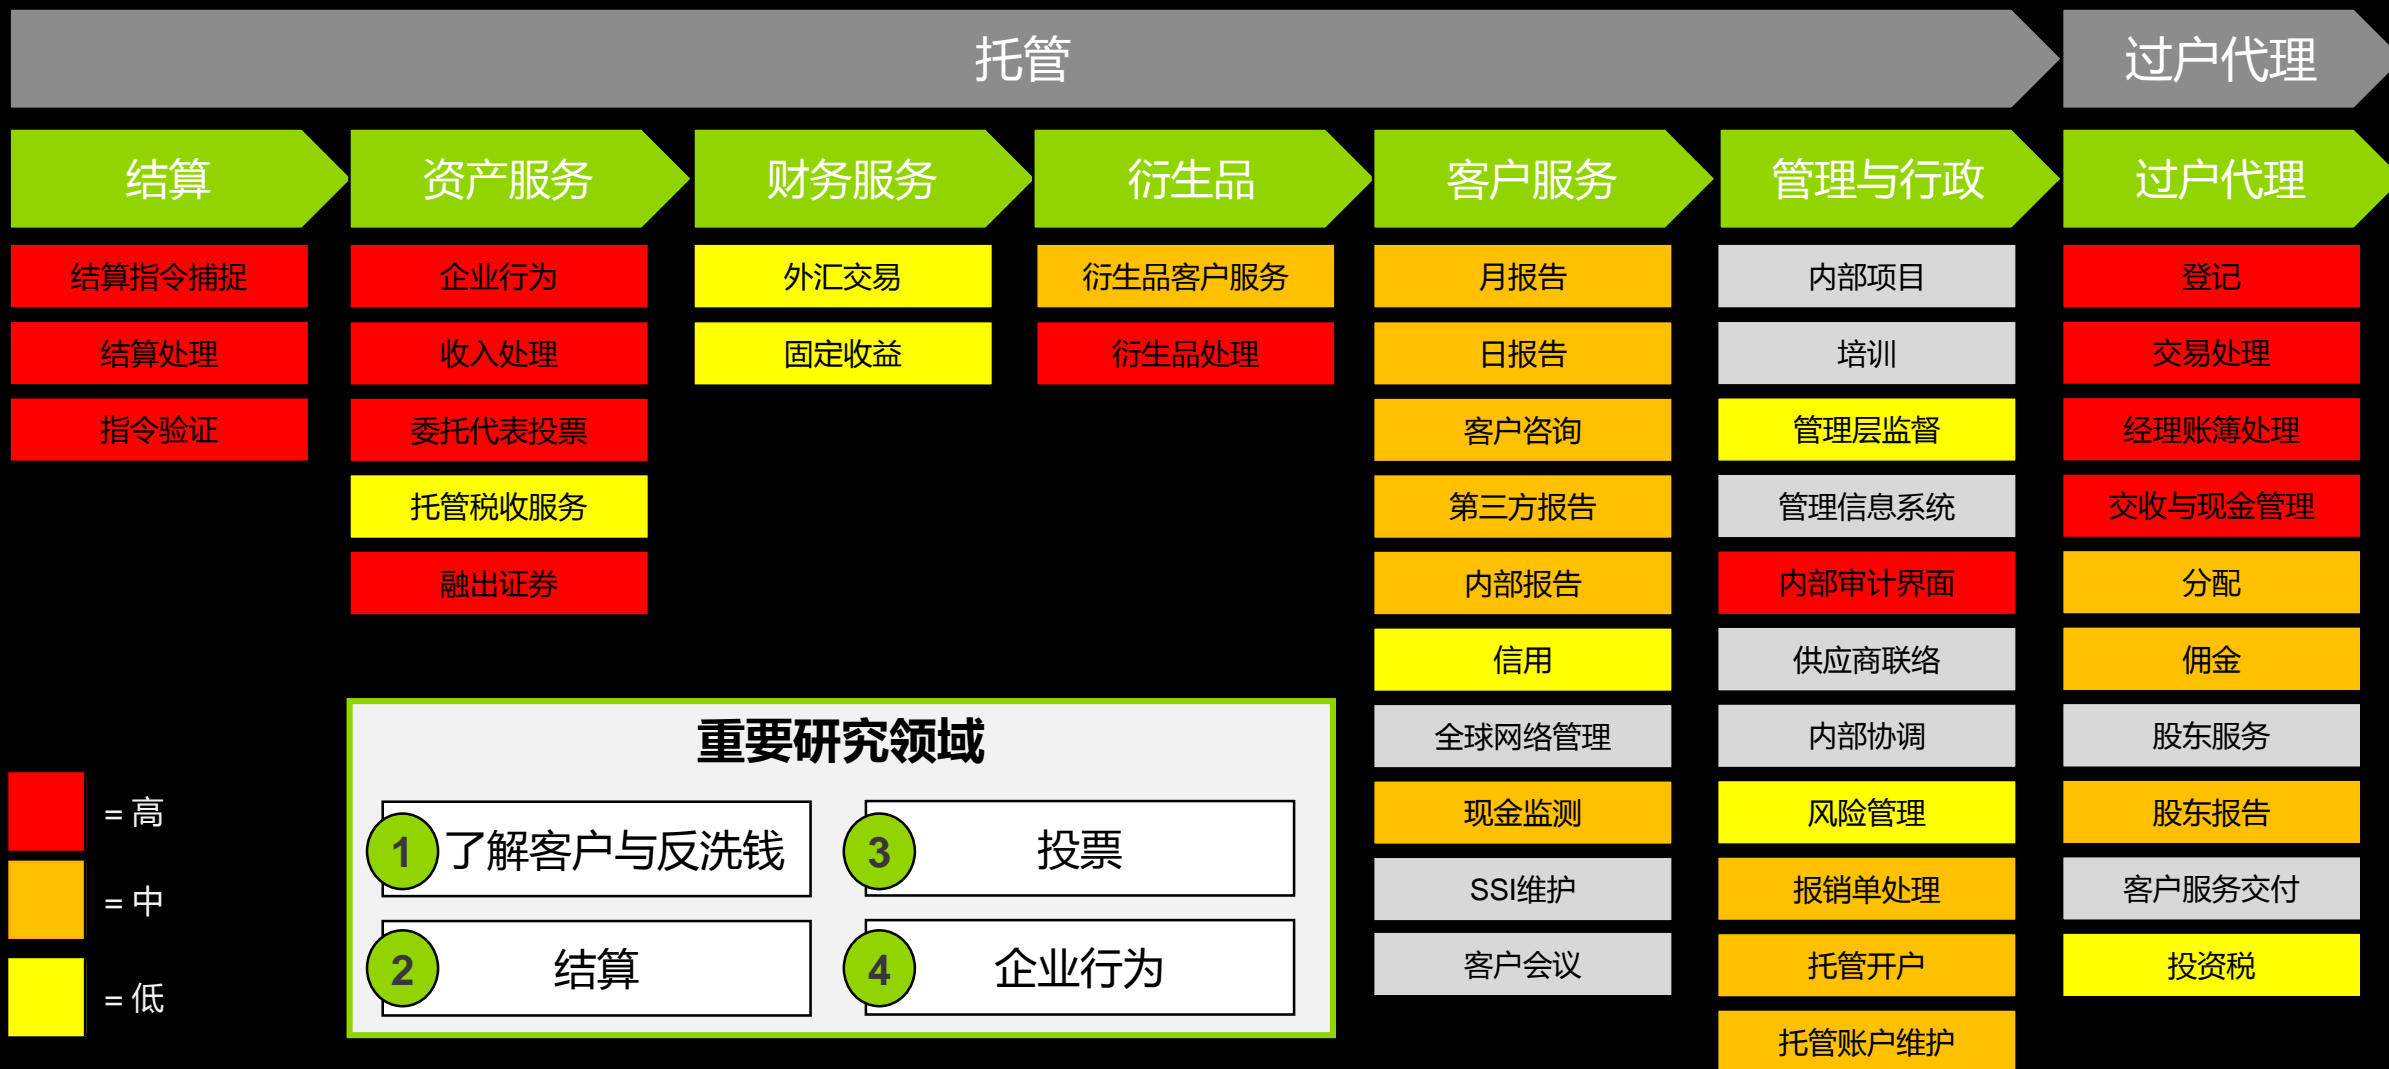 托管
过户代理
结算
资产服务
财务服务
衍生品
客户服务
管理与行政
过户代理
结算指令捕捉
结算处理
指令验证
企业行为
收入处理
委托代表投票
托管税收服务
融出证券
外汇交易
固定收益
衍生品客户服务
衍生品处理
月报告
日报告
客户咨询
第三方报告
内部报告
信用
全球网络管理
现金监测
SSI维护
客户会议
内部项目
培训
管理层监督
管理信息系统
内部审计界面
供应商联络
内部协调
风险管理
报销单处理
托管开户
托管账户维护
登记
交易处理
经理账簿处理
交收与现金管理
分配
佣金
股东服务
股东报告
客户服务交付
投资税
= 高
= 中
= 低
重要研究领域
1 了解客户与反洗钱
2 结算
3 投票
4 企业行为